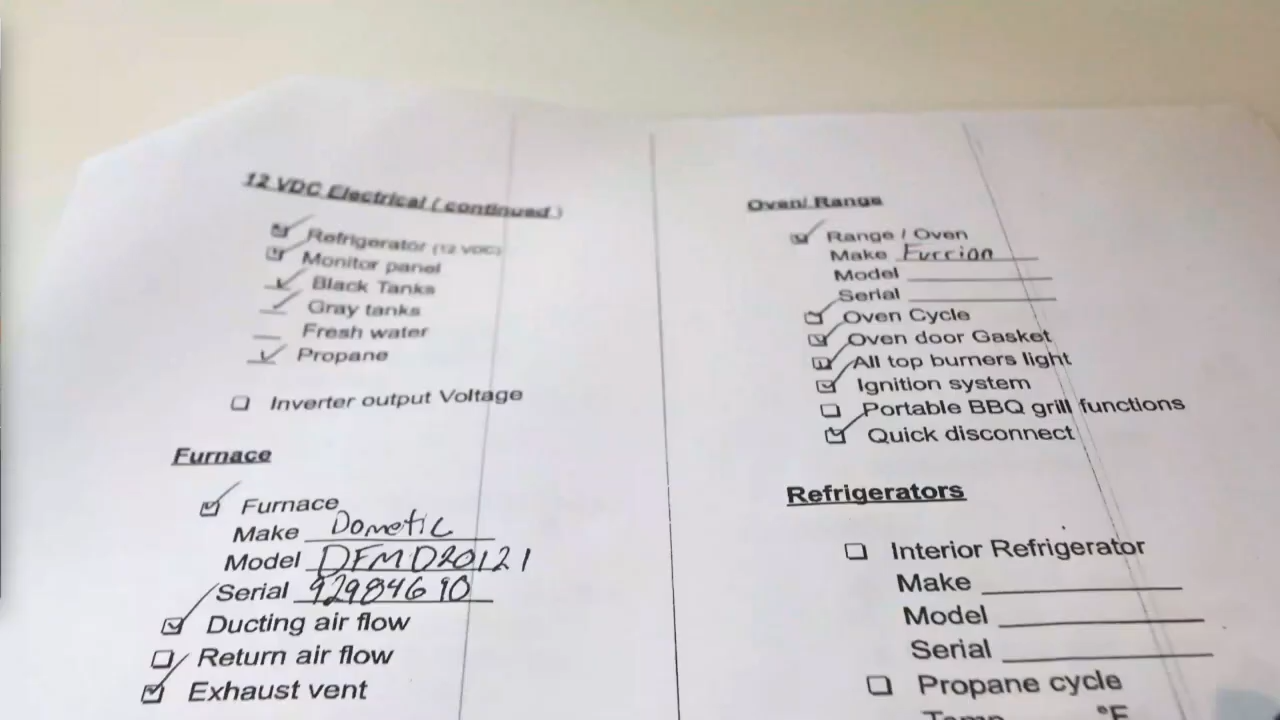 12 VDC Electrical (continued)
Refrigerator (12 VDC)
Monitor panel
Black Tanks
Gray tanks
Fresh water
Propane
Inverter output Voltage
Furnace
Furnace
Make Dometic
Model DFMD20121
Serial 929846 90
Ducting air flow
Return air flow
Exhaust vent
Oven/ Range
Range / Oven
Make Furrion
Model
Serial
Oven Cycle
Oven door Gasket
All top burners light
Ignition system
Portable BBQ grill functions
Quick disconnect
Refrigerators
Interior Refrigerator
Make
Model
Serial
Propane cycle
Temp °F